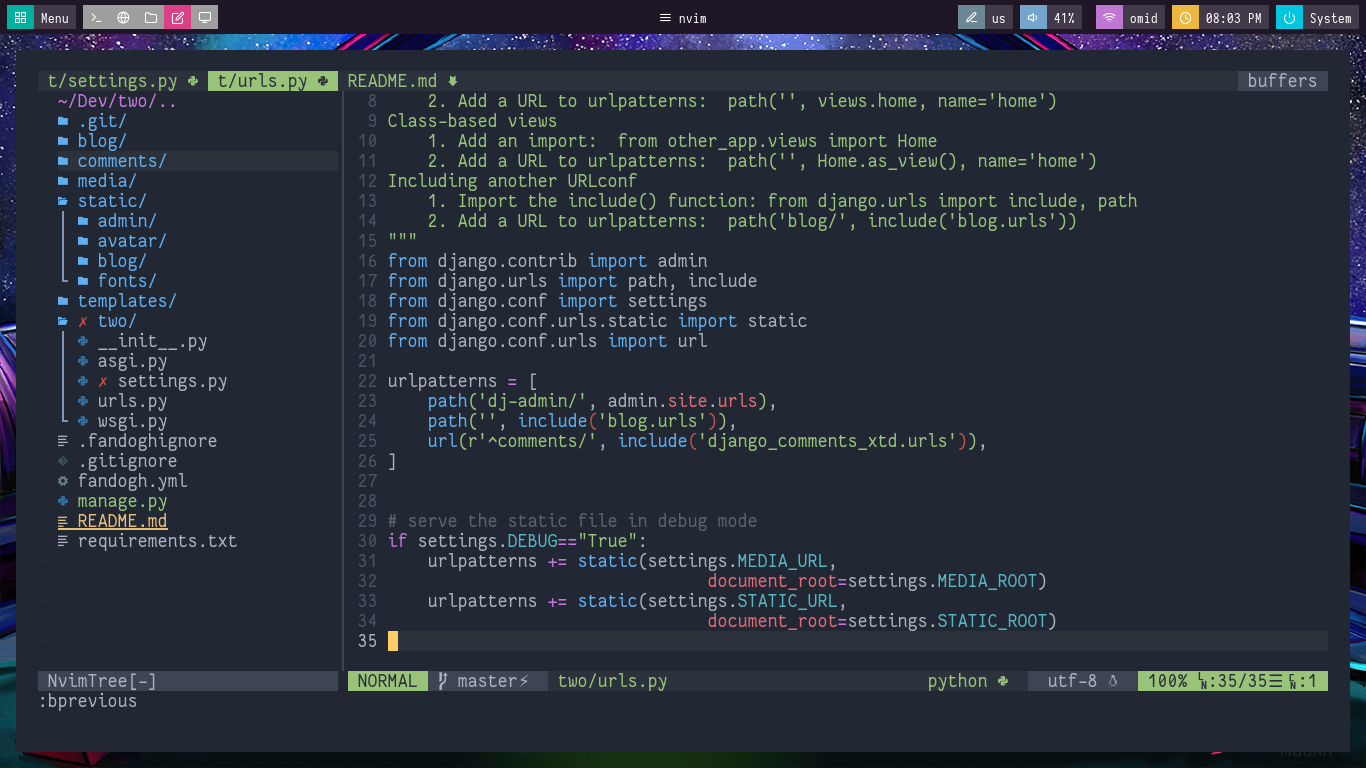 Menu
nvim
us 41% omid 08:03 PM System
t/settings.py t/urls.py README.md buffers
~/Dev/two/..
.git/
blog/
comments/
media/
static/
admin/
avatar/
blog/
fonts/
templates/
✗ two/
__init__.py
asgi.py
✗ settings.py
urls.py
wsgi.py
.fandoghignore
.gitignore
fandogh.yml
manage.py
README.md
requirements.txt
8     2. Add a URL to urlpatterns:  path('', views.home, name='home')
9 Class-based views
10     1. Add an import:  from other_app.views import Home
11     2. Add a URL to urlpatterns:  path('', Home.as_view(), name='home')
12 Including another URLconf
13     1. Import the include() function: from django.urls import include, path
14     2. Add a URL to urlpatterns:  path('blog/', include('blog.urls'))
15 """
16 from django.contrib import admin
17 from django.urls import path, include
18 from django.conf import settings
19 from django.conf.urls.static import static
20 from django.conf.urls import url
21
22 urlpatterns = [
23     path('dj-admin/', admin.site.urls),
24     path('', include('blog.urls')),
25     url(r'^comments/', include('django_comments_xtd.urls')),
26 ]
27
28
29 # serve the static file in debug mode
30 if settings.DEBUG=="True":
31     urlpatterns += static(settings.MEDIA_URL,
32                                 document_root=settings.MEDIA_ROOT)
33     urlpatterns += static(settings.STATIC_URL,
34                                 document_root=settings.STATIC_ROOT)
35
NvimTree[-]
NORMAL master⚡ two/urls.py python utf-8 100% LN:35/35☰ CN:1
:bprevious